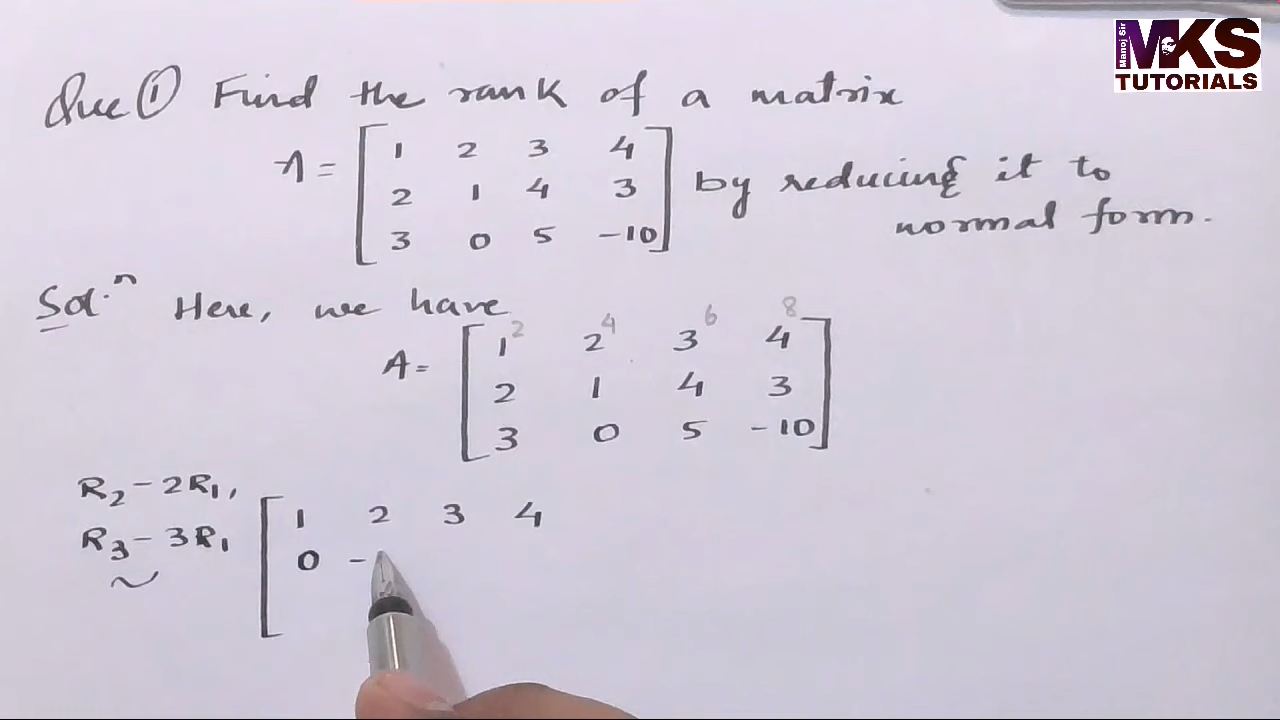 Manoj Sir
MKS
TUTORIALS
Que ① Find the rank of a matrix
A = [ 1 2 3 4
2 1 4 3
3 0 5 -10 ] by reducing it to
normal form.
Sol.ⁿ Here, we have
2 4 6 8
A = [ 1 2 3 4
2 1 4 3
3 0 5 -10 ]
R₂ - 2R₁,
R₃ - 3R₁ [ 1 2 3 4
~ 0 -